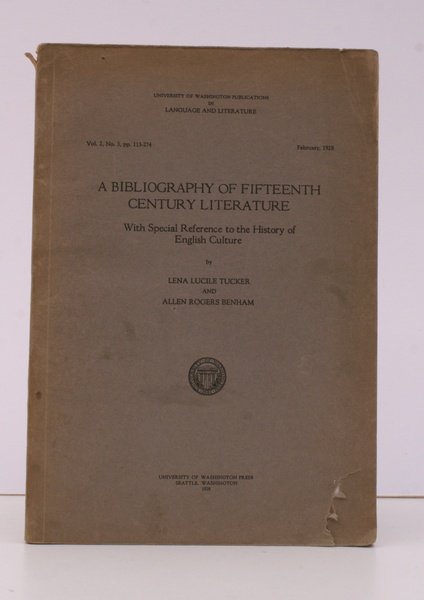 UNIVERSITY OF WASHINGTON PUBLICATIONS
IN
LANGUAGE AND LITERATURE
Vol. 2, No. 3, pp. 113-274
February, 1928
A BIBLIOGRAPHY OF FIFTEENTH
CENTURY LITERATURE
With Special Reference to the History of
English Culture
by
LENA LUCILE TUCKER
AND
ALLEN ROGERS BENHAM
UNIVERSITY OF WASHINGTON PRESS
SEATTLE, WASHINGTON
1928